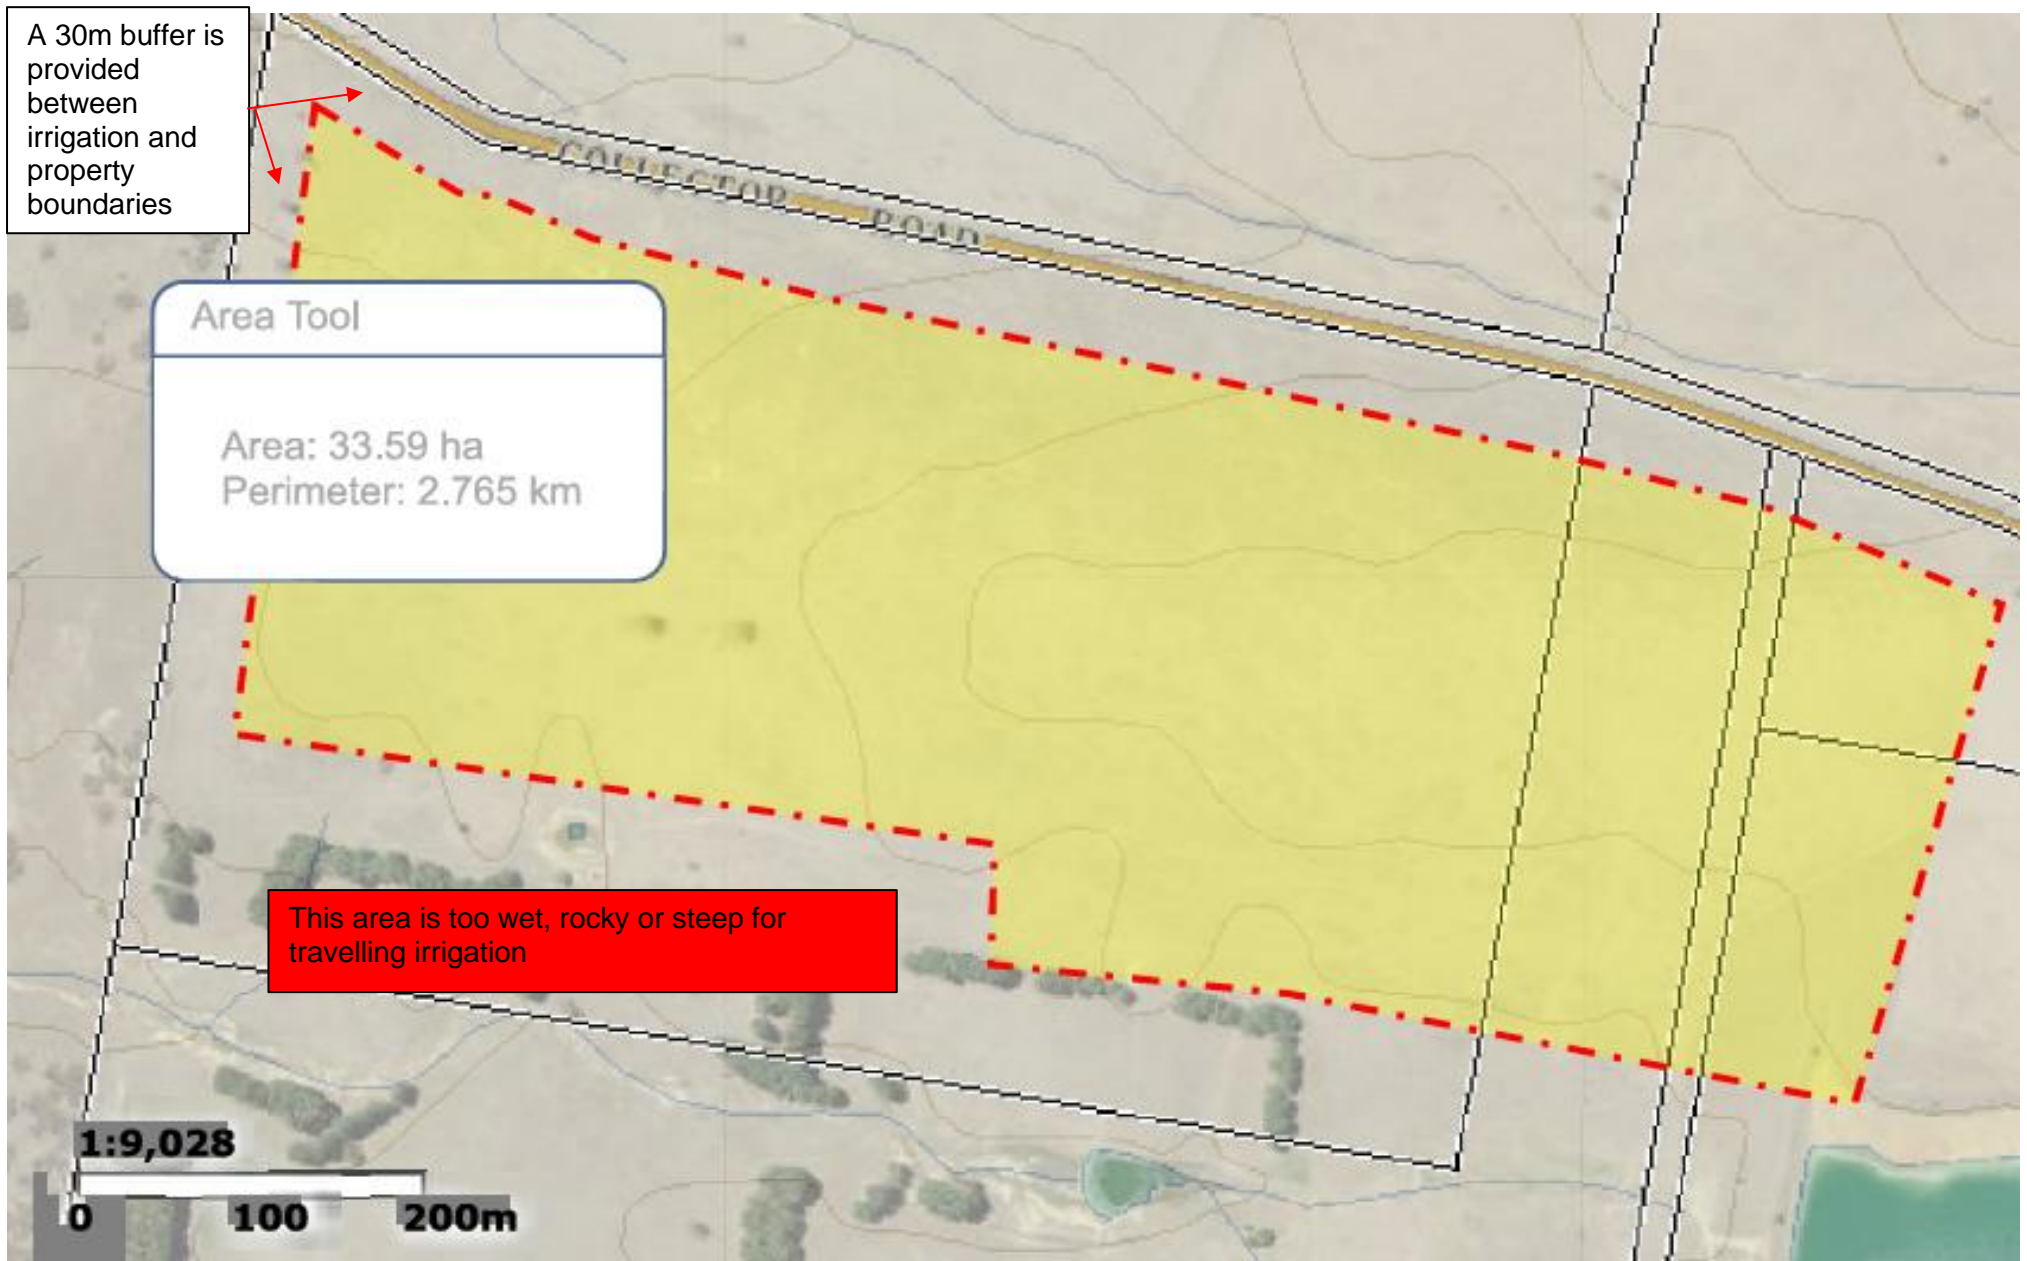 A 30m buffer is
provided
between
irrigation and
property
boundaries
COLLECTOR ROAD
Area Tool
Area: 33.59 ha
Perimeter: 2.765 km
This area is too wet, rocky or steep for
travelling irrigation
1:9,028
0 100 200m